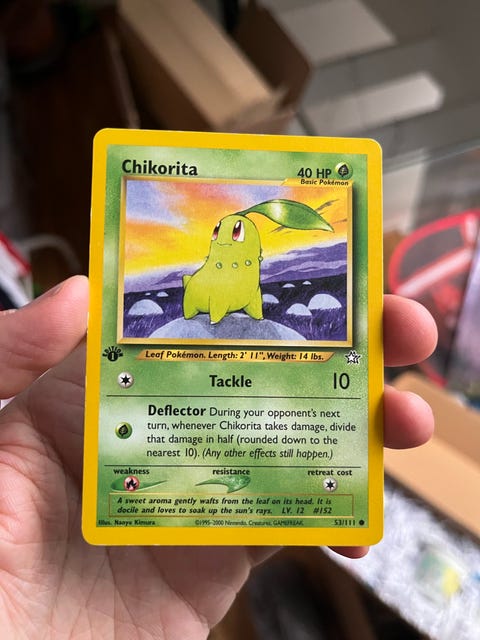 Chikorita
40 HP
Basic Pokémon
EDITION
1
Leaf Pokémon. Length: 2' 11", Weight: 14 lbs.
Tackle 10
Deflector During your opponent's next
turn, whenever Chikorita takes damage, divide
that damage in half (rounded down to the
nearest 10). (Any other effects still happen.)
weakness resistance retreat cost
A sweet aroma gently wafts from the leaf on its head. It is
docile and loves to soak up the sun's rays. LV. 12 #152
Illus. Naoyo Kimura ©1995-2000 Nintendo, Creatures, GAMEFREAK. 53/111